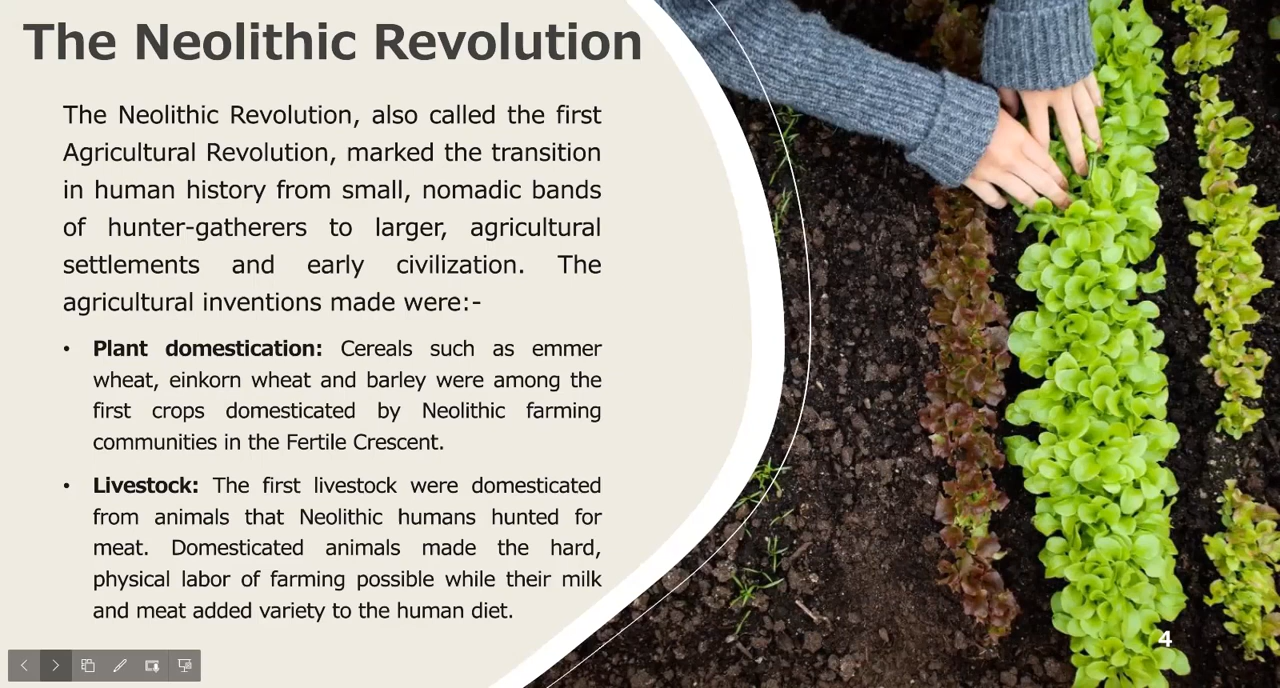 The Neolithic Revolution
The Neolithic Revolution, also called the first
Agricultural Revolution, marked the transition
in human history from small, nomadic bands
of hunter-gatherers to larger, agricultural
settlements and early civilization. The
agricultural inventions made were:-
• Plant domestication: Cereals such as emmer
wheat, einkorn wheat and barley were among the
first crops domesticated by Neolithic farming
communities in the Fertile Crescent.
• Livestock: The first livestock were domesticated
from animals that Neolithic humans hunted for
meat. Domesticated animals made the hard,
physical labor of farming possible while their milk
and meat added variety to the human diet.
4